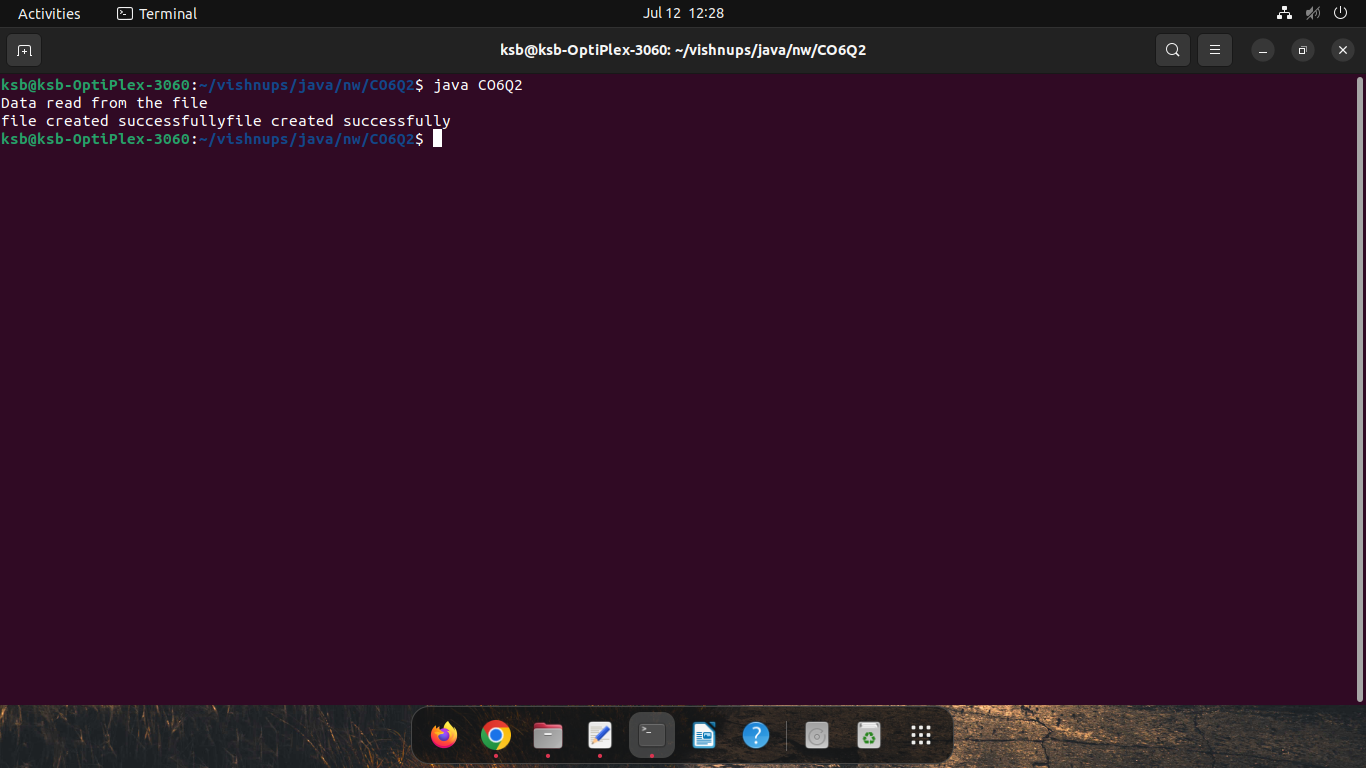 Activities
Terminal
Jul 12 12:28
ksb@ksb-OptiPlex-3060: ~/vishnups/java/nw/CO6Q2
ksb@ksb-OptiPlex-3060:~/vishnups/java/nw/CO6Q2$ java CO6Q2
Data read from the file
file created successfullyfile created successfully
ksb@ksb-OptiPlex-3060:~/vishnups/java/nw/CO6Q2$